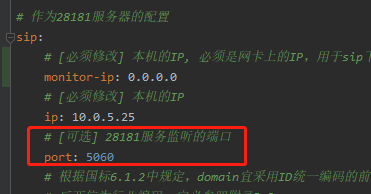 # 作为28181服务器的配置
sip:
# [必须修改] 本机的IP, 必须是网卡上的IP，用于sip下
monitor-ip: 0.0.0.0
# [必须修改] 本机的IP
ip: 10.0.5.25
# [可选] 28181服务监听的端口
port: 5060
# 根据国标6.1.2中规定，domain宜采用ID统一编码的前